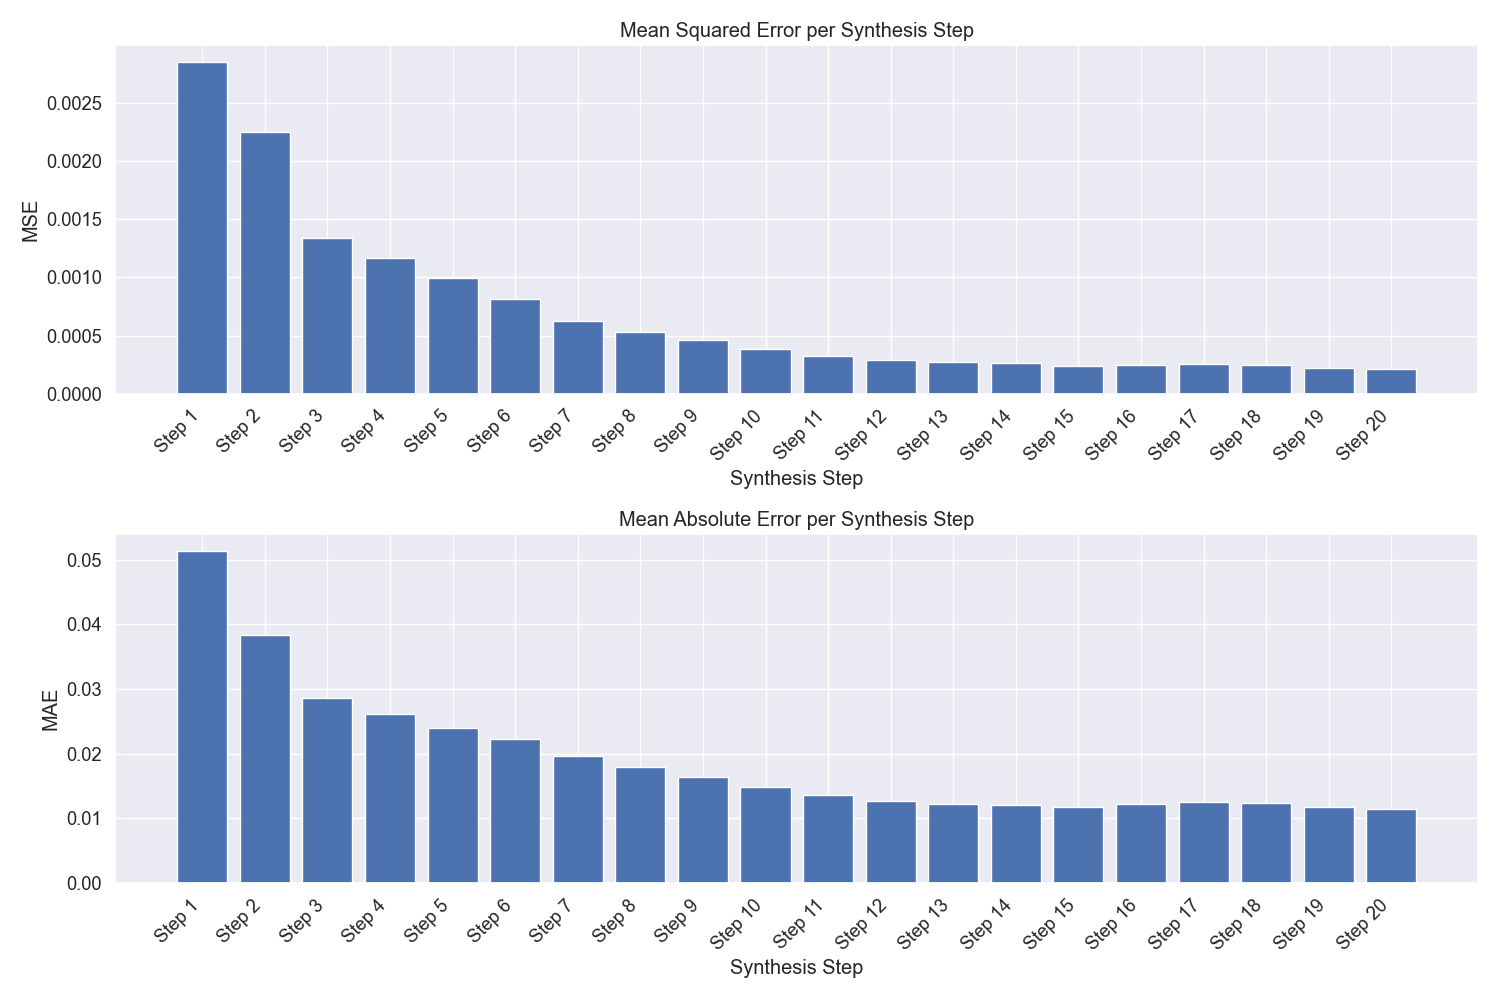 Mean Squared Error per Synthesis Step
MSE
0.0025
0.0020
0.0015
0.0010
0.0005
0.0000
Step 1
Step 2
Step 3
Step 4
Step 5
Step 6
Step 7
Step 8
Step 9
Step 10
Step 11
Step 12
Step 13
Step 14
Step 15
Step 16
Step 17
Step 18
Step 19
Step 20
Synthesis Step
Mean Absolute Error per Synthesis Step
MAE
0.05
0.04
0.03
0.02
0.01
0.00
Step 1
Step 2
Step 3
Step 4
Step 5
Step 6
Step 7
Step 8
Step 9
Step 10
Step 11
Step 12
Step 13
Step 14
Step 15
Step 16
Step 17
Step 18
Step 19
Step 20
Synthesis Step